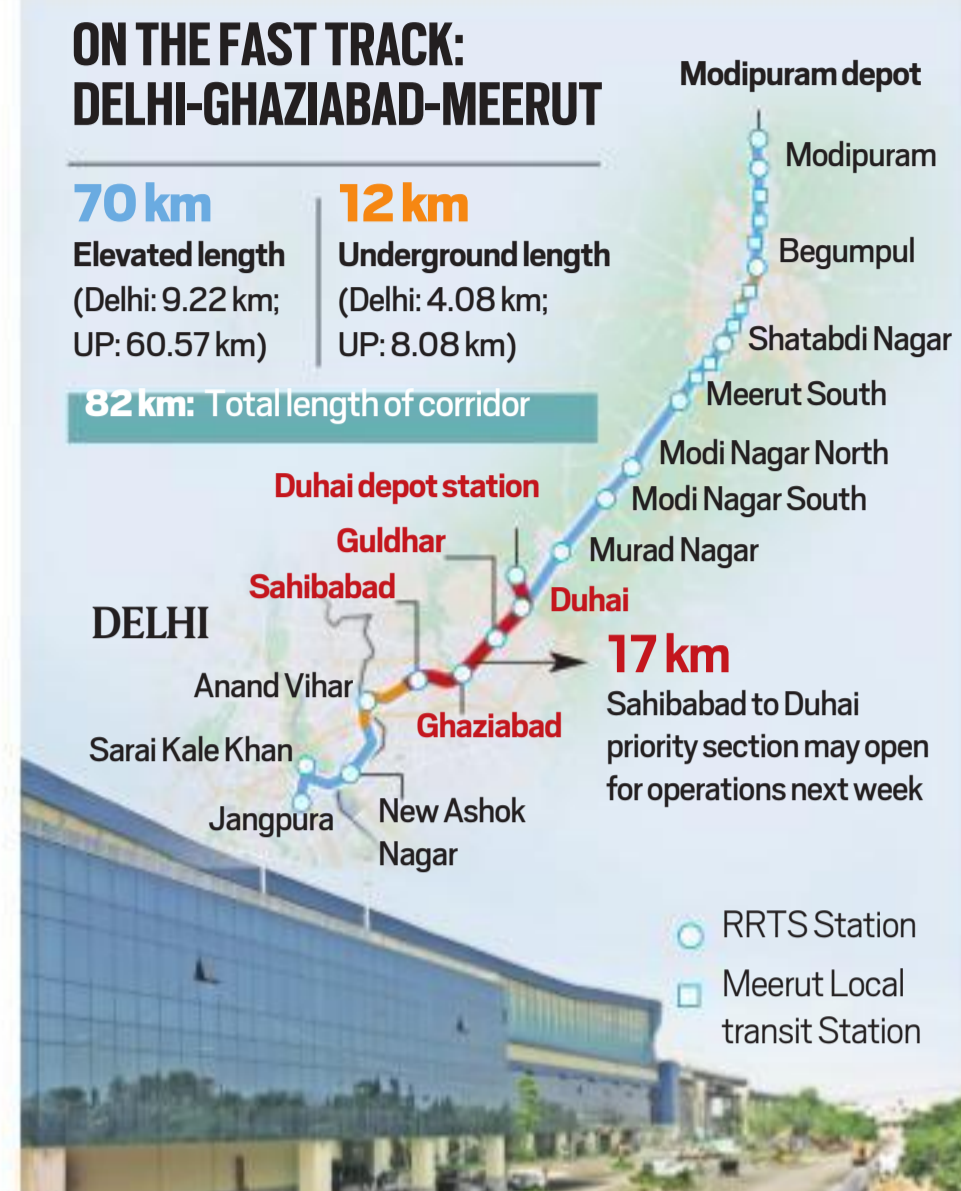 ON THE FAST TRACK:
DELHI-GHAZIABAD-MEERUT
70 km
Elevated length
(Delhi: 9.22 km;
UP: 60.57 km)
12 km
Underground length
(Delhi: 4.08 km;
UP: 8.08 km)
82 km: Total length of corridor
Modipuram depot
Modipuram
Begumpul
Shatabdi Nagar
Meerut South
Modi Nagar North
Modi Nagar South
Murad Nagar
Duhai depot station
Guldhar
Sahibabad
Duhai
DELHI
17 km
Sahibabad to Duhai
priority section may open
for operations next week
Anand Vihar
Ghaziabad
Sarai Kale Khan
Jangpura
New Ashok
Nagar
RRTS Station
Meerut Local
transit Station